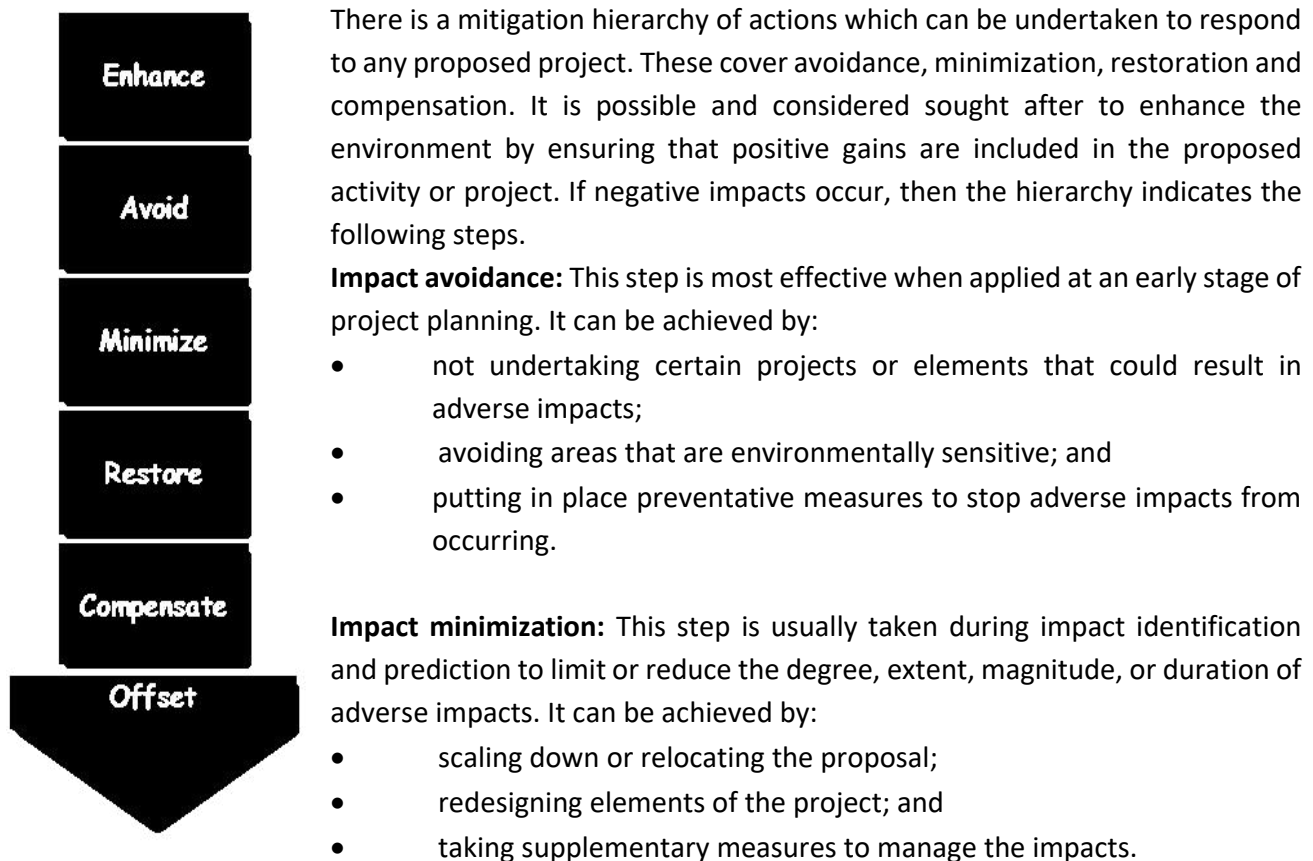 Enhance
Avoid
Minimize
Restore
Compensate
Offset
There is a mitigation hierarchy of actions which can be undertaken to respond
to any proposed project. These cover avoidance, minimization, restoration and
compensation. It is possible and considered sought after to enhance the
environment by ensuring that positive gains are included in the proposed
activity or project. If negative impacts occur, then the hierarchy indicates the
following steps.
Impact avoidance: This step is most effective when applied at an early stage of
project planning. It can be achieved by:
• not undertaking certain projects or elements that could result in
adverse impacts;
• avoiding areas that are environmentally sensitive; and
• putting in place preventative measures to stop adverse impacts from
occurring.
Impact minimization: This step is usually taken during impact identification
and prediction to limit or reduce the degree, extent, magnitude, or duration of
adverse impacts. It can be achieved by:
• scaling down or relocating the proposal;
• redesigning elements of the project; and
• taking supplementary measures to manage the impacts.